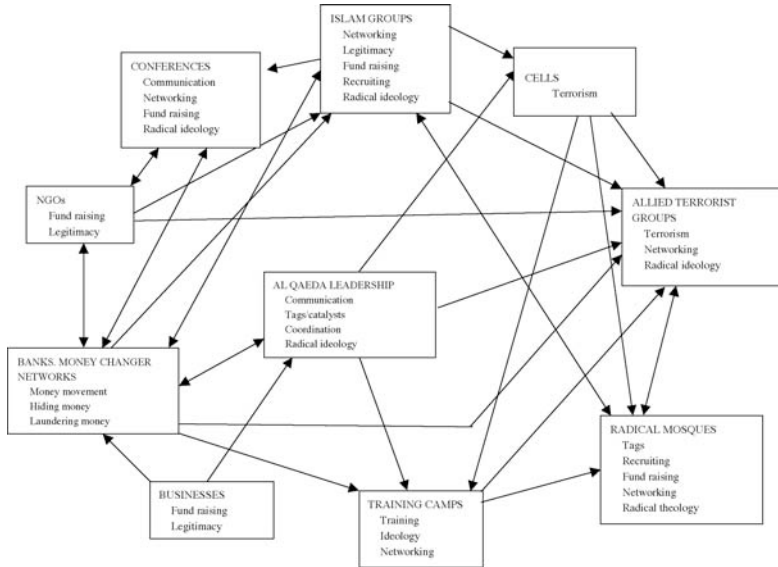 ISLAM GROUPS
Networking
Legitimacy
Fund raising
Recruiting
Radical ideology
CONFERENCES
Communication
Networking
Fund raising
Radical ideology
CELLS
Terrorism
NGOs
Fund raising
Legitimacy
ALLIED TERRORIST
GROUPS
Terrorism
Networking
Radical ideology
AL QAEDA LEADERSHIP
Communication
Tags/catalysts
Coordination
Radical ideology
BANKS. MONEY CHANGER
NETWORKS
Money movement
Hiding money
Laundering money
RADICAL MOSQUES
Tags
Recruiting
Fund raising
Networking
Radical theology
BUSINESSES
Fund raising
Legitimacy
TRAINING CAMPS
Training
Ideology
Networking